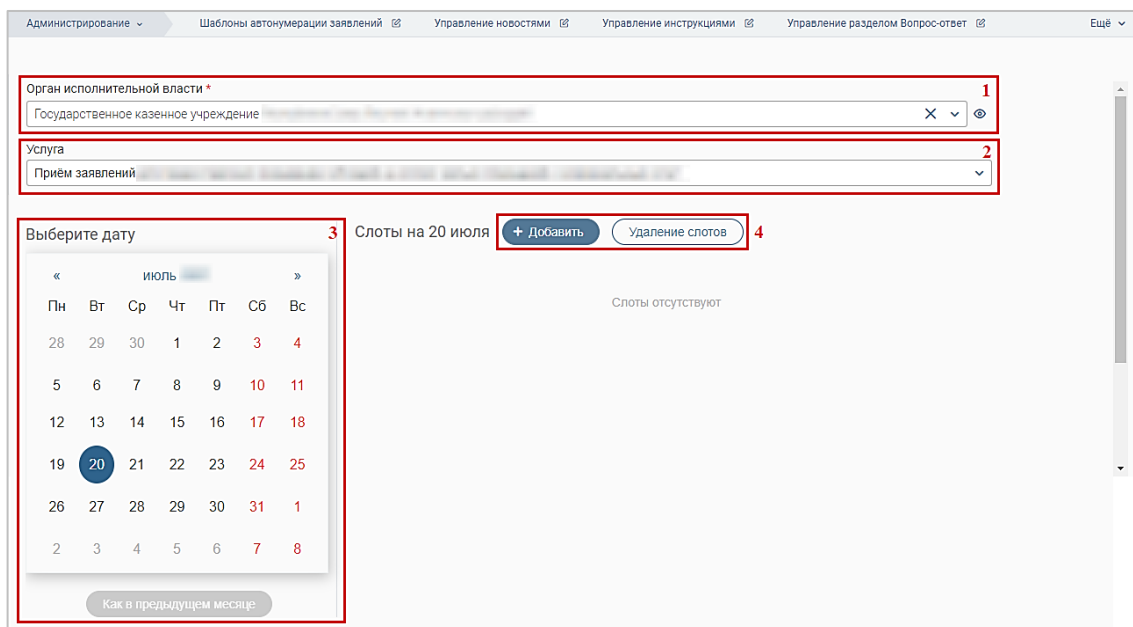 Администрирование Шаблоны автонумерации заявлений Управление новостями Управление инструкциями Управление разделом Вопрос-ответ Ещё
Орган исполнительной власти * 1
Государственное казенное учреждение
Услуга 2
Приём заявлений
Выберите дату 3
Слоты на 20 июля + Добавить Удаление слотов 4
« июль »
Слоты отсутствуют
Пн Вт Ср Чт Пт Сб Вс
28 29 30 1 2 3 4
5 6 7 8 9 10 11
12 13 14 15 16 17 18
19 20 21 22 23 24 25
26 27 28 29 30 31 1
2 3 4 5 6 7 8
Как в предыдущем месяце